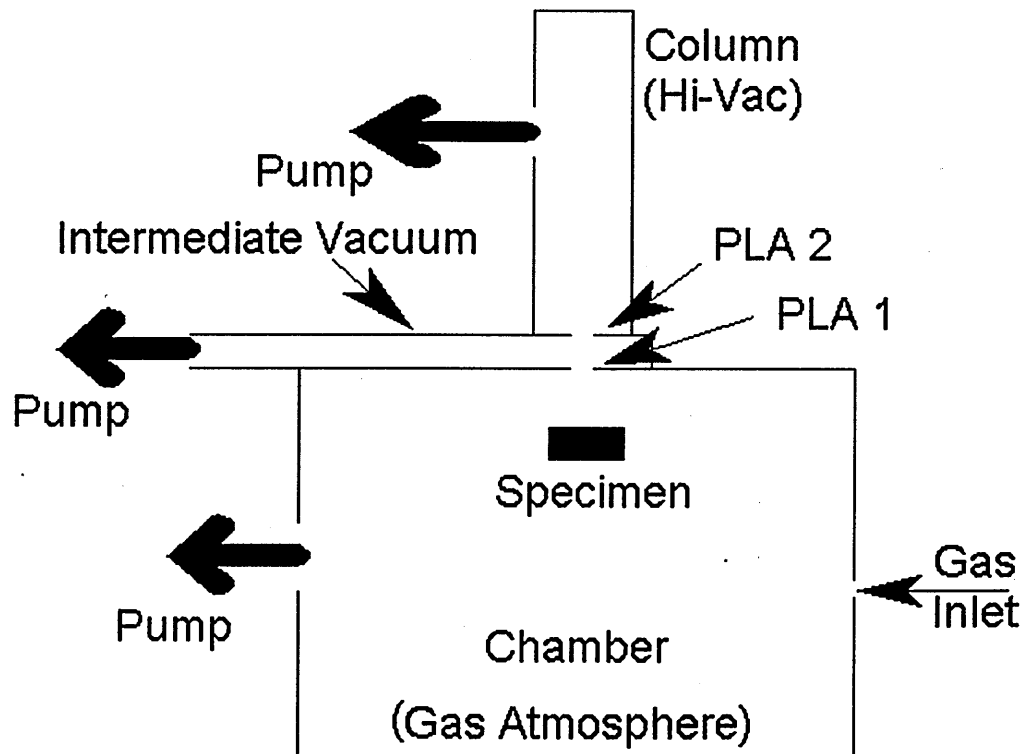 Column
(Hi-Vac)
Pump
Intermediate Vacuum
PLA 2
PLA 1
Pump
Specimen
Gas
Inlet
Pump
Chamber
(Gas Atmosphere)